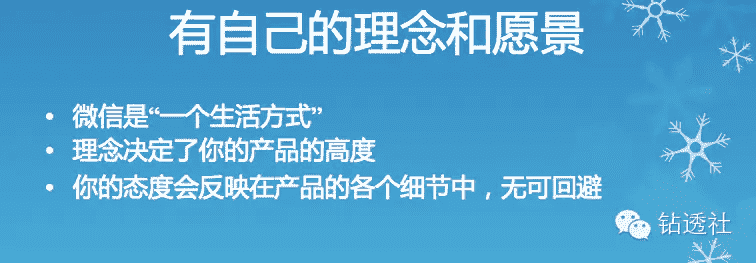 有自己的理念和愿景
• 微信是“一个生活方式”
• 理念决定了你的产品的高度
• 你的态度会反映在产品的各个细节中，无可回避
钻透社